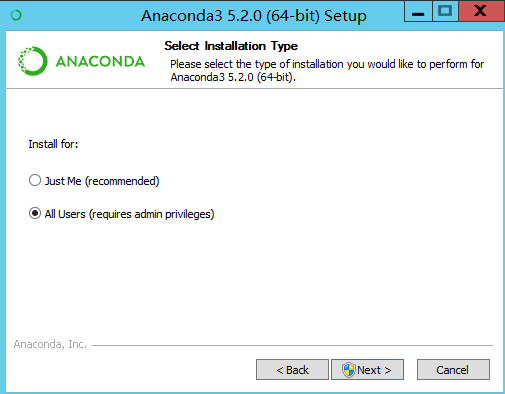 Anaconda3 5.2.0 (64-bit) Setup
ANACONDA
Select Installation Type
Please select the type of installation you would like to perform for
Anaconda3 5.2.0 (64-bit).
Install for:
Just Me (recommended)
All Users (requires admin privileges)
Anaconda, Inc.
< Back Next > Cancel